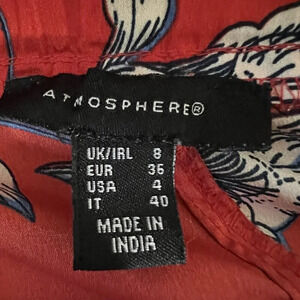 ATMOSPHERE®
UK/IRL 8
EUR 36
USA 4
IT 40
MADE IN
INDIA